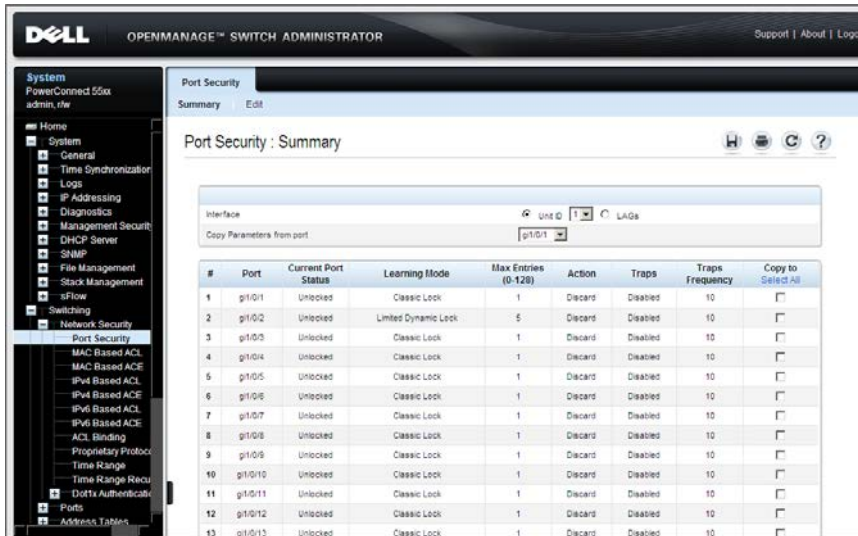 DELL OPENMANAGE™ SWITCH ADMINISTRATOR
Support | About | Logo
System
PowerConnect 55xx
admin, r/w
Home
System
General
Time Synchronization
Logs
IP Addressing
Diagnostics
Management Securit
DHCP Server
SNMP
File Management
Stack Management
sFlow
Switching
Network Security
Port Security
MAC Based ACL
MAC Based ACE
IPv4 Based ACL
IPv4 Based ACE
IPv6 Based ACL
IPv6 Based ACE
ACL Binding
Proprietary Protoco
Time Range
Time Range Recu
Dot1x Authenticatio
Ports
Address Tables
Port Security
Summary Edit
Port Security : Summary
Interface Unit ID 1 LAGs
Copy Parameters from port gi1/0/1
# Port Current Port Status Learning Mode Max Entries (0-128) Action Traps Traps Frequency Copy to Select All
1 gi1/0/1 Unlocked Classic Lock 1 Discard Disabled 10
2 gi1/0/2 Unlocked Limited Dynamic Lock 5 Discard Disabled 10
3 gi1/0/3 Unlocked Classic Lock 1 Discard Disabled 10
4 gi1/0/4 Unlocked Classic Lock 1 Discard Disabled 10
5 gi1/0/5 Unlocked Classic Lock 1 Discard Disabled 10
6 gi1/0/6 Unlocked Classic Lock 1 Discard Disabled 10
7 gi1/0/7 Unlocked Classic Lock 1 Discard Disabled 10
8 gi1/0/8 Unlocked Classic Lock 1 Discard Disabled 10
9 gi1/0/9 Unlocked Classic Lock 1 Discard Disabled 10
10 gi1/0/10 Unlocked Classic Lock 1 Discard Disabled 10
11 gi1/0/11 Unlocked Classic Lock 1 Discard Disabled 10
12 gi1/0/12 Unlocked Classic Lock 1 Discard Disabled 10
13 gi1/0/13 Unlocked Classic Lock 1 Discard Disabled 10